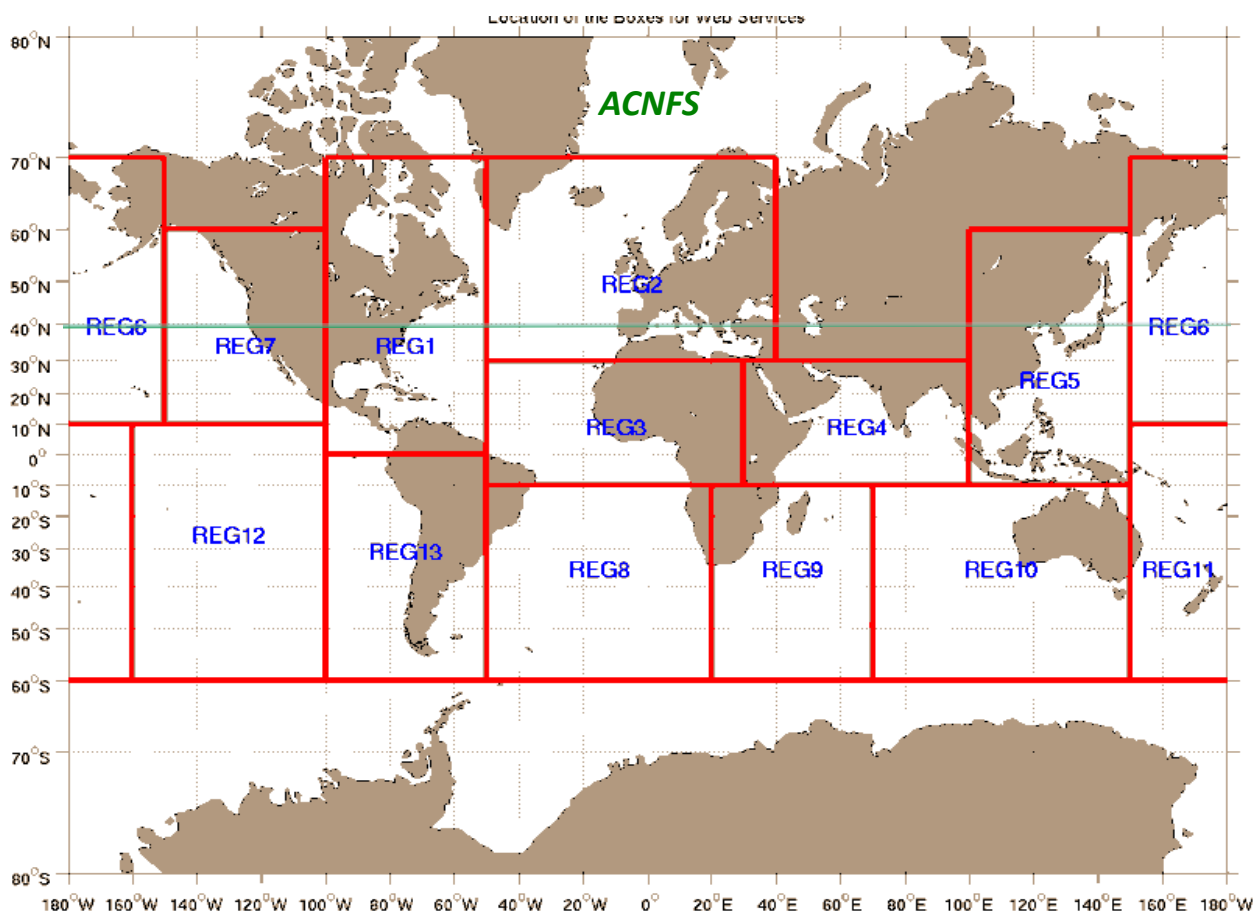 Location of the Boxes for Web Services
80°N
ACNFS
70°N
60°N
50°N
REG2
40°N
REG6
REG6
REG7
REG1
30°N
REG5
20°N
10°N
REG3
REG4
0°
10°S
20°S
REG12
30°S
REG13
REG8
REG9
REG10
REG11
40°S
50°S
60°S
70°S
80°S
180°W 160°W 140°W 120°W 100°W 80°W 60°W 40°W 20°W 0° 20°E 40°E 60°E 80°E 100°E 120°E 140°E 160°E 180°W